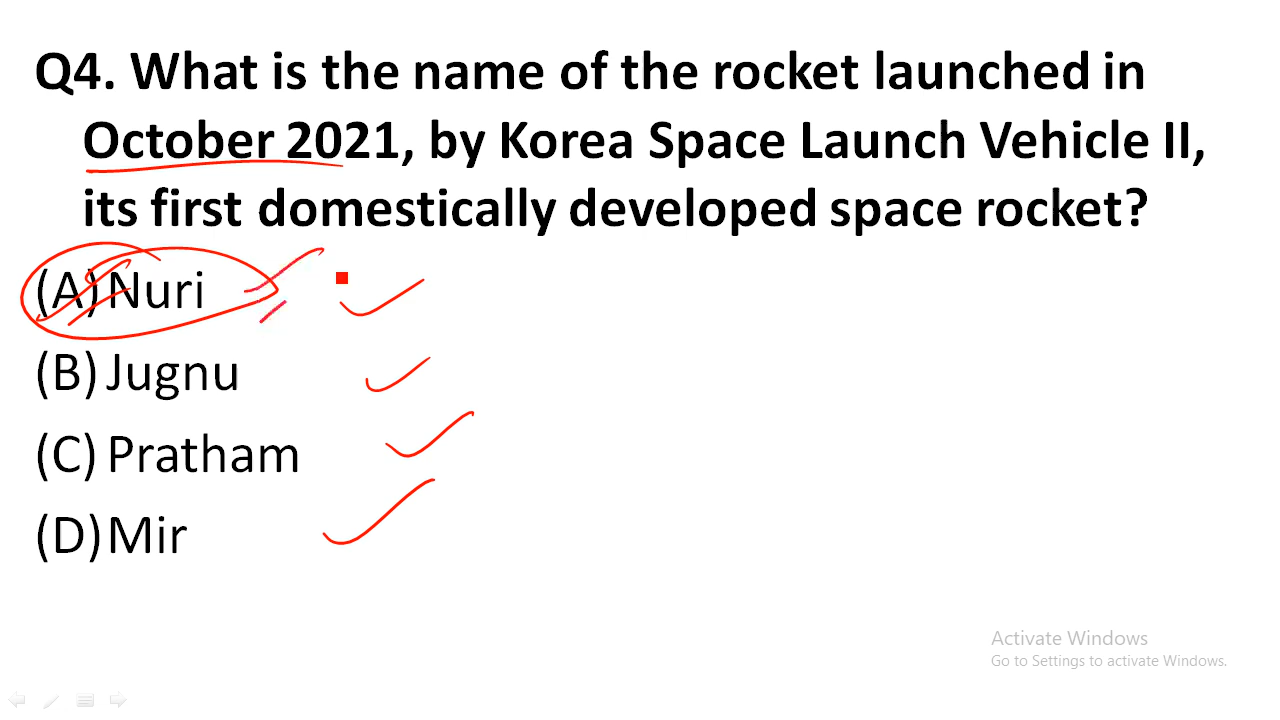 Q4. What is the name of the rocket launched in
October 2021, by Korea Space Launch Vehicle II,
its first domestically developed space rocket?
(A) Nuri
(B) Jugnu
(C) Pratham
(D) Mir
Activate Windows
Go to Settings to activate Windows.